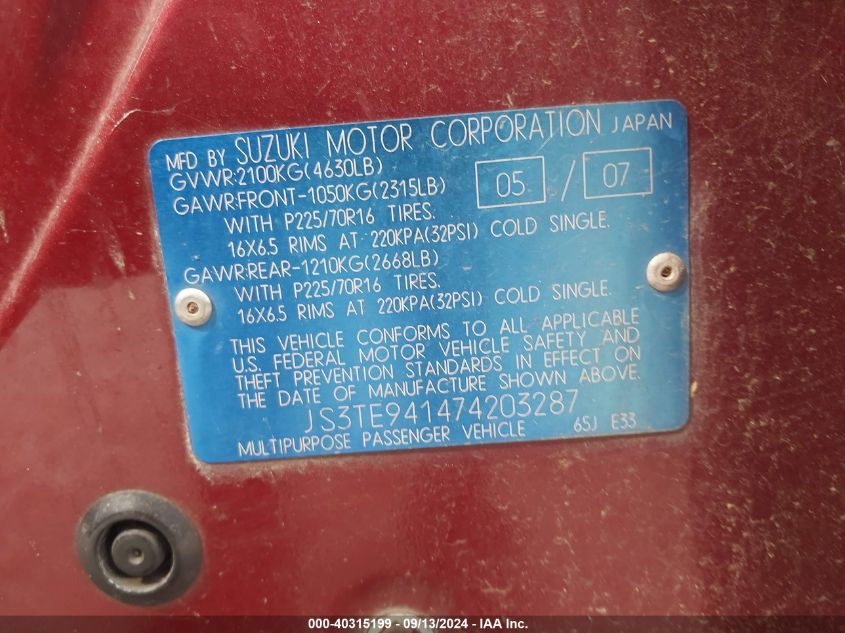 MFD BY SUZUKI MOTOR CORPORATION JAPAN
GVWR:2100KG(4630LB)
GAWR:FRONT-1050KG(2315LB) 05 / 07
WITH P225/70R16 TIRES.
16X6.5 RIMS AT 220KPA(32PSI) COLD SINGLE.
GAWR:REAR-1210KG(2668LB)
WITH P225/70R16 TIRES.
16X6.5 RIMS AT 220KPA(32PSI) COLD SINGLE.
THIS VEHICLE CONFORMS TO ALL APPLICABLE
U.S. FEDERAL MOTOR VEHICLE SAFETY AND
THEFT PREVENTION STANDARDS IN EFFECT ON
THE DATE OF MANUFACTURE SHOWN ABOVE.
JS3TE941474203287
MULTIPURPOSE PASSENGER VEHICLE 65J E33
000-40315199 - 09/13/2024 - IAA Inc.